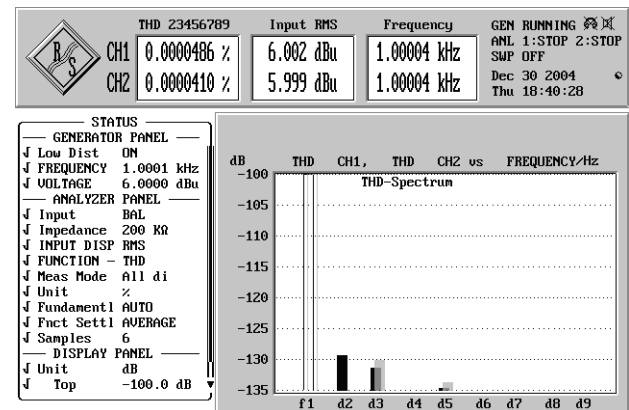 THD 23456789 Input RMS Frequency
R S
CH1 0.0000486 % 6.002 dBu 1.00004 kHz
CH2 0.0000410 % 5.999 dBu 1.00004 kHz
GEN RUNNING
ANL 1:STOP 2:STOP
SWP OFF
Dec 30 2004
Thu 18:40:28
STATUS
GENERATOR PANEL
√ Low Dist ON
√ FREQUENCY 1.0001 kHz
√ VOLTAGE 6.0000 dBu
ANALYZER PANEL
√ Input BAL
√ Impedance 200 KΩ
√ INPUT DISP RMS
√ FUNCTION – THD
√ Meas Mode All di
√ Unit %
√ Fundamentl AUTO
√ Fnct Settl AVERAGE
√ Samples 6
DISPLAY PANEL
√ Unit dB
√ Top -100.0 dB
dB THD CH1, THD CH2 vs FREQUENCY/Hz
THD-Spectrum
-100
-105
-110
-115
-120
-125
-130
-135
f1 d2 d3 d4 d5 d6 d7 d8 d9